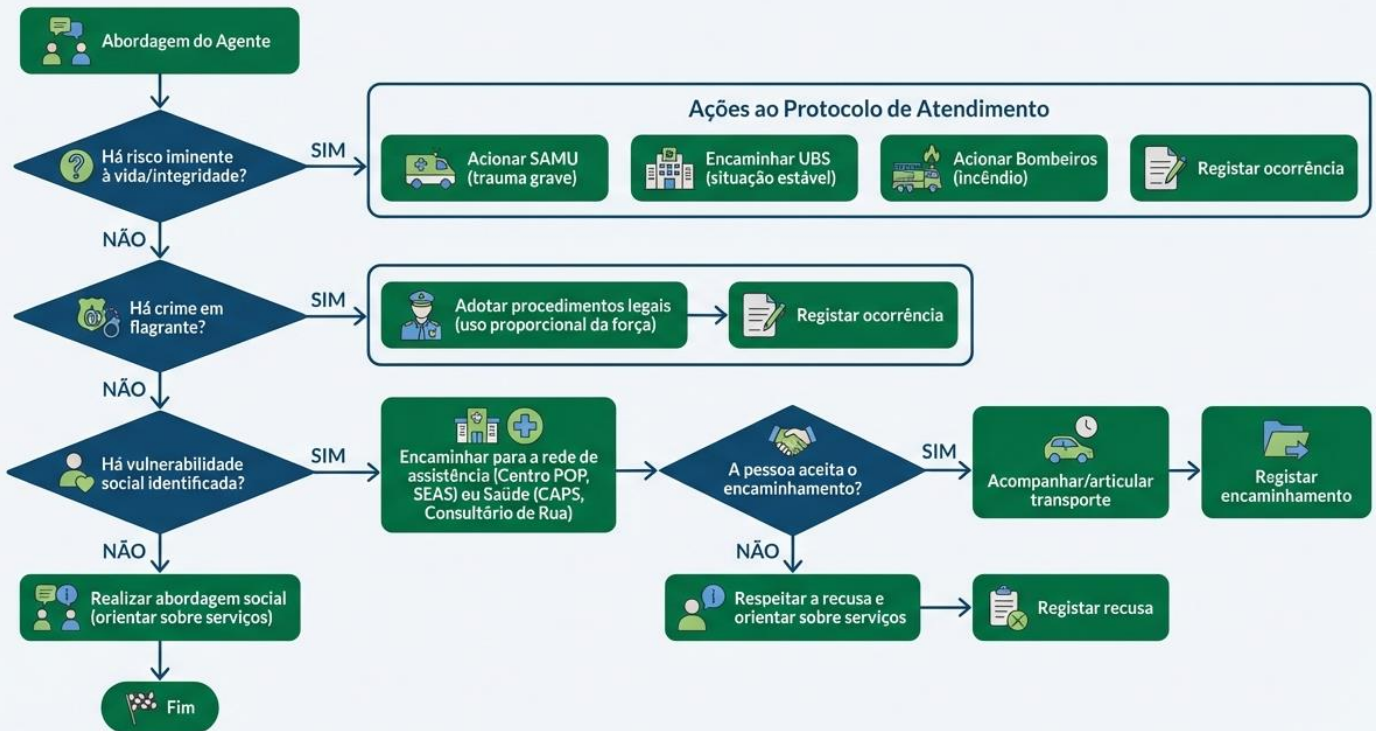 Abordagem do Agente
Há risco iminente
à vida/integridade?
SIM
Ações ao Protocolo de Atendimento
Acionar SAMU
(trauma grave)
Encaminhar UBS
(situação estável)
Acionar Bombeiros
(incêndio)
Registar ocorrência
NÃO
Há crime em
flagrante?
SIM
Adotar procedimentos legais
(uso proporcional da força)
Registar ocorrência
NÃO
Há vulnerabilidade
social identificada?
SIM
Encaminhar para a rede de
assistência (Centro POP,
SEAS) eu Saúde (CAPS,
Consultário de Rua)
A pessoa aceita o
encaminhamento?
SIM
Acompanhar/articular
transporte
Registar
encaminhamento
NÃO
Respeitar a recusa e
orientar sobre serviços
Registar recusa
NÃO
Realizar abordagem social
(orientar sobre serviços)
Fim